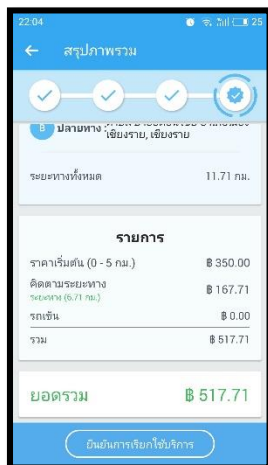 22:04
25
สรุปภาพรวม
B ปลายทาง :
เชียงราย, เชียงราย
ระยะทางทั้งหมด 11.71 กม.
รายการ
ราคาเริ่มต้น (0 - 5 กม.) ฿ 350.00
คิดตามระยะทาง ฿ 167.71
ระยะทาง (6.71 กม.)
รถเข็น ฿ 0.00
รวม ฿ 517.71
ยอดรวม ฿ 517.71
ยืนยันการเรียกใช้บริการ